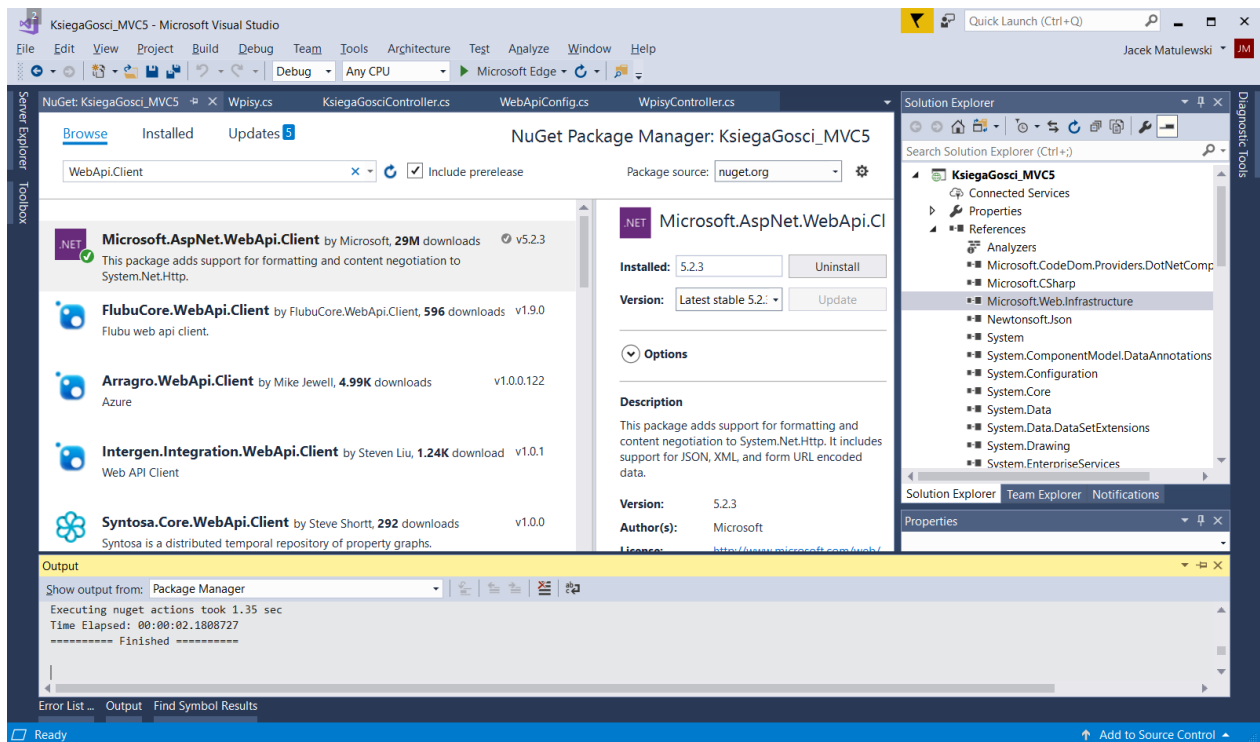 2
KsiegaGosci_MVC5 - Microsoft Visual Studio
Quick Launch (Ctrl+Q)
File Edit View Project Build Debug Team Tools Architecture Test Analyze Window Help
Jacek Matulewski JM
Debug Any CPU Microsoft Edge
Server Explorer
Toolbox
NuGet: KsiegaGosci_MVC5 Wpisy.cs KsiegaGosciController.cs WebApiConfig.cs WpisyController.cs
Browse Installed Updates 5
NuGet Package Manager: KsiegaGosci_MVC5
WebApi.Client
Include prerelease
Package source: nuget.org
.NET
Microsoft.AspNet.WebApi.Client by Microsoft, 29M downloads v5.2.3
This package adds support for formatting and content negotiation to
System.Net.Http.
FlubuCore.WebApi.Client by FlubuCore.WebApi.Client, 596 downloads v1.9.0
Flubu web api client.
Arragro.WebApi.Client by Mike Jewell, 4.99K downloads v1.0.0.122
Azure
Intergen.Integration.WebApi.Client by Steven Liu, 1.24K download v1.0.1
Web API Client
Syntosa.Core.WebApi.Client by Steve Shortt, 292 downloads v1.0.0
Syntosa is a distributed temporal repository of property graphs.
.NET
Microsoft.AspNet.WebApi.Cl
Installed: 5.2.3 Uninstall
Version: Latest stable 5.2.: Update
Options
Description
This package adds support for formatting and
content negotiation to System.Net.Http. It includes
support for JSON, XML, and form URL encoded
data.
Version: 5.2.3
Author(s): Microsoft
License: http://www.microsoft.com/web/
Solution Explorer
Search Solution Explorer (Ctrl+;)
KsiegaGosci_MVC5
Connected Services
Properties
References
Analyzers
Microsoft.CodeDom.Providers.DotNetComp
Microsoft.CSharp
Microsoft.Web.Infrastructure
Newtonsoft.Json
System
System.ComponentModel.DataAnnotations
System.Configuration
System.Core
System.Data
System.Data.DataSetExtensions
System.Drawing
System.EnterpriseServices
Solution Explorer Team Explorer Notifications
Properties
Diagnostic Tools
Output
Show output from: Package Manager
Executing nuget actions took 1.35 sec
Time Elapsed: 00:00:02.1808727
========== Finished ==========
Error List ... Output Find Symbol Results
Ready
Add to Source Control